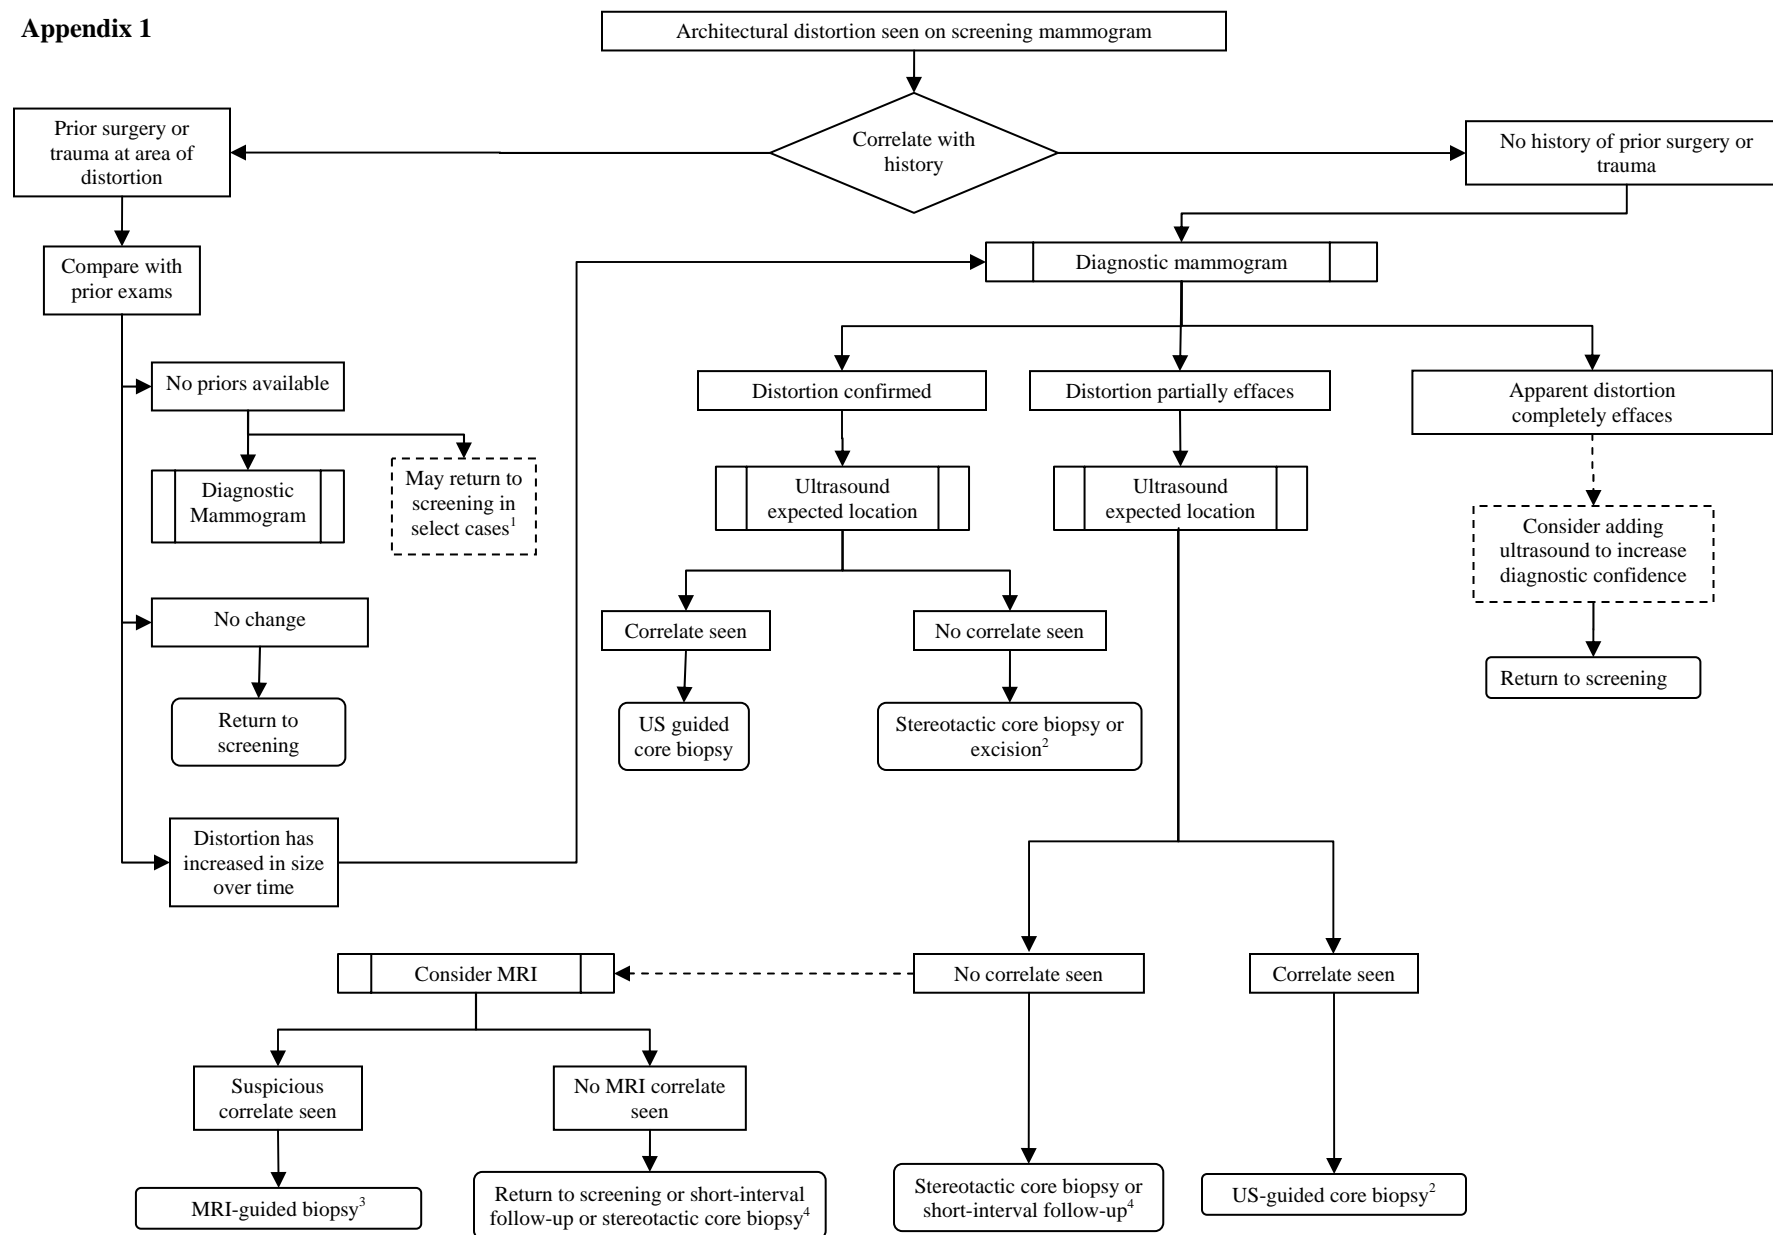 Appendix 1
Architectural distortion seen on screening mammogram
Correlate with
history
Prior surgery or
trauma at area of
distortion
No history of prior surgery or
trauma
Compare with
prior exams
Diagnostic mammogram
No priors available
Diagnostic
Mammogram
May return to
screening in
select cases¹
No change
Return to
screening
Distortion has
increased in size
over time
Distortion confirmed
Distortion partially effaces
Apparent distortion
completely effaces
Ultrasound
expected location
Ultrasound
expected location
Consider adding
ultrasound to increase
diagnostic confidence
Correlate seen
No correlate seen
Return to screening
US guided
core biopsy
Stereotactic core biopsy or
excision²
Consider MRI
No correlate seen
Correlate seen
Suspicious
correlate seen
No MRI correlate
seen
MRI-guided biopsy³
Return to screening or short-interval
follow-up or stereotactic core biopsy⁴
Stereotactic core biopsy or
short-interval follow-up⁴
US-guided core biopsy²